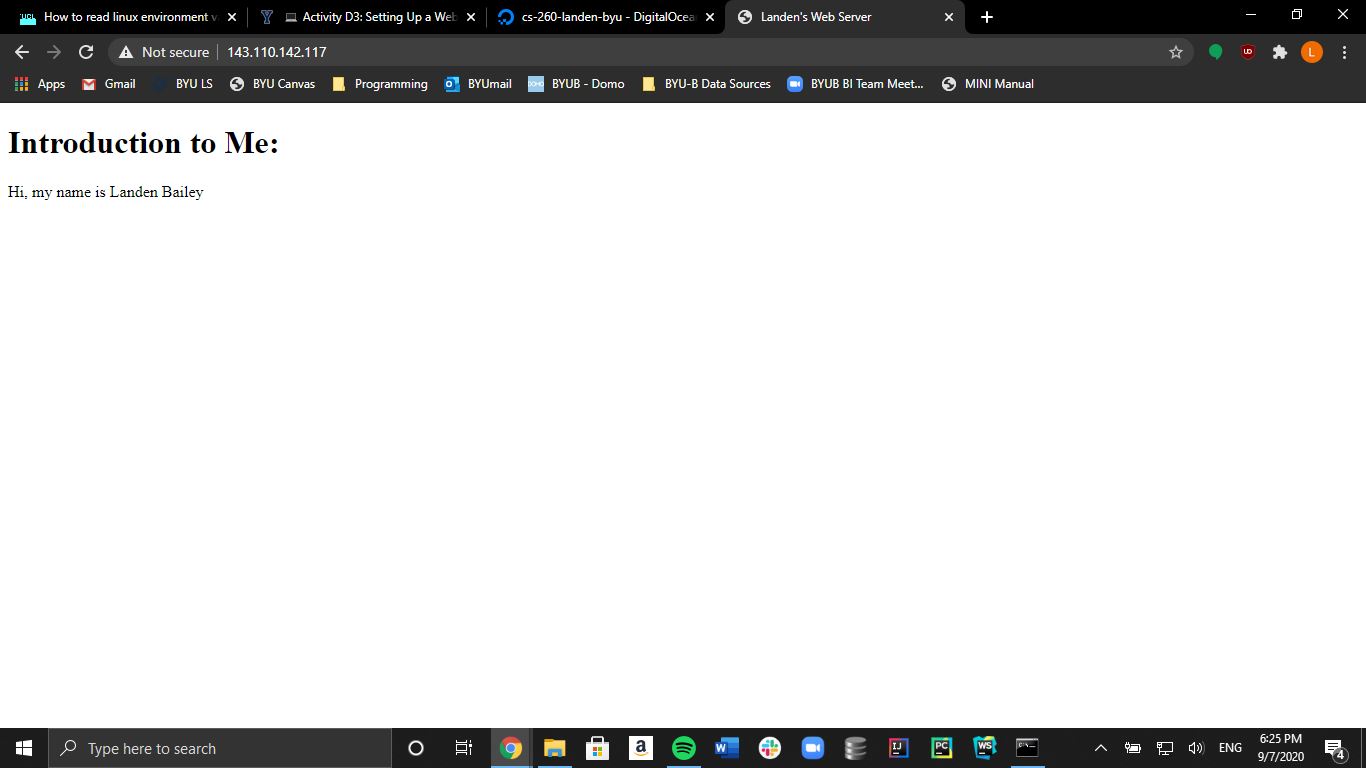 How to read linux environment v
Activity D3: Setting Up a Web
cs-260-landen-byu - DigitalOcea
Landen's Web Server
Not secure
143.110.142.117
L
Apps
Gmail
BYU LS
BYU Canvas
Programming
BYUmail
BYUB - Domo
BYU-B Data Sources
BYUB BI Team Meet...
MINI Manual
Introduction to Me:
Hi, my name is Landen Bailey
Type here to search
ENG
6:25 PM
9/7/2020
4